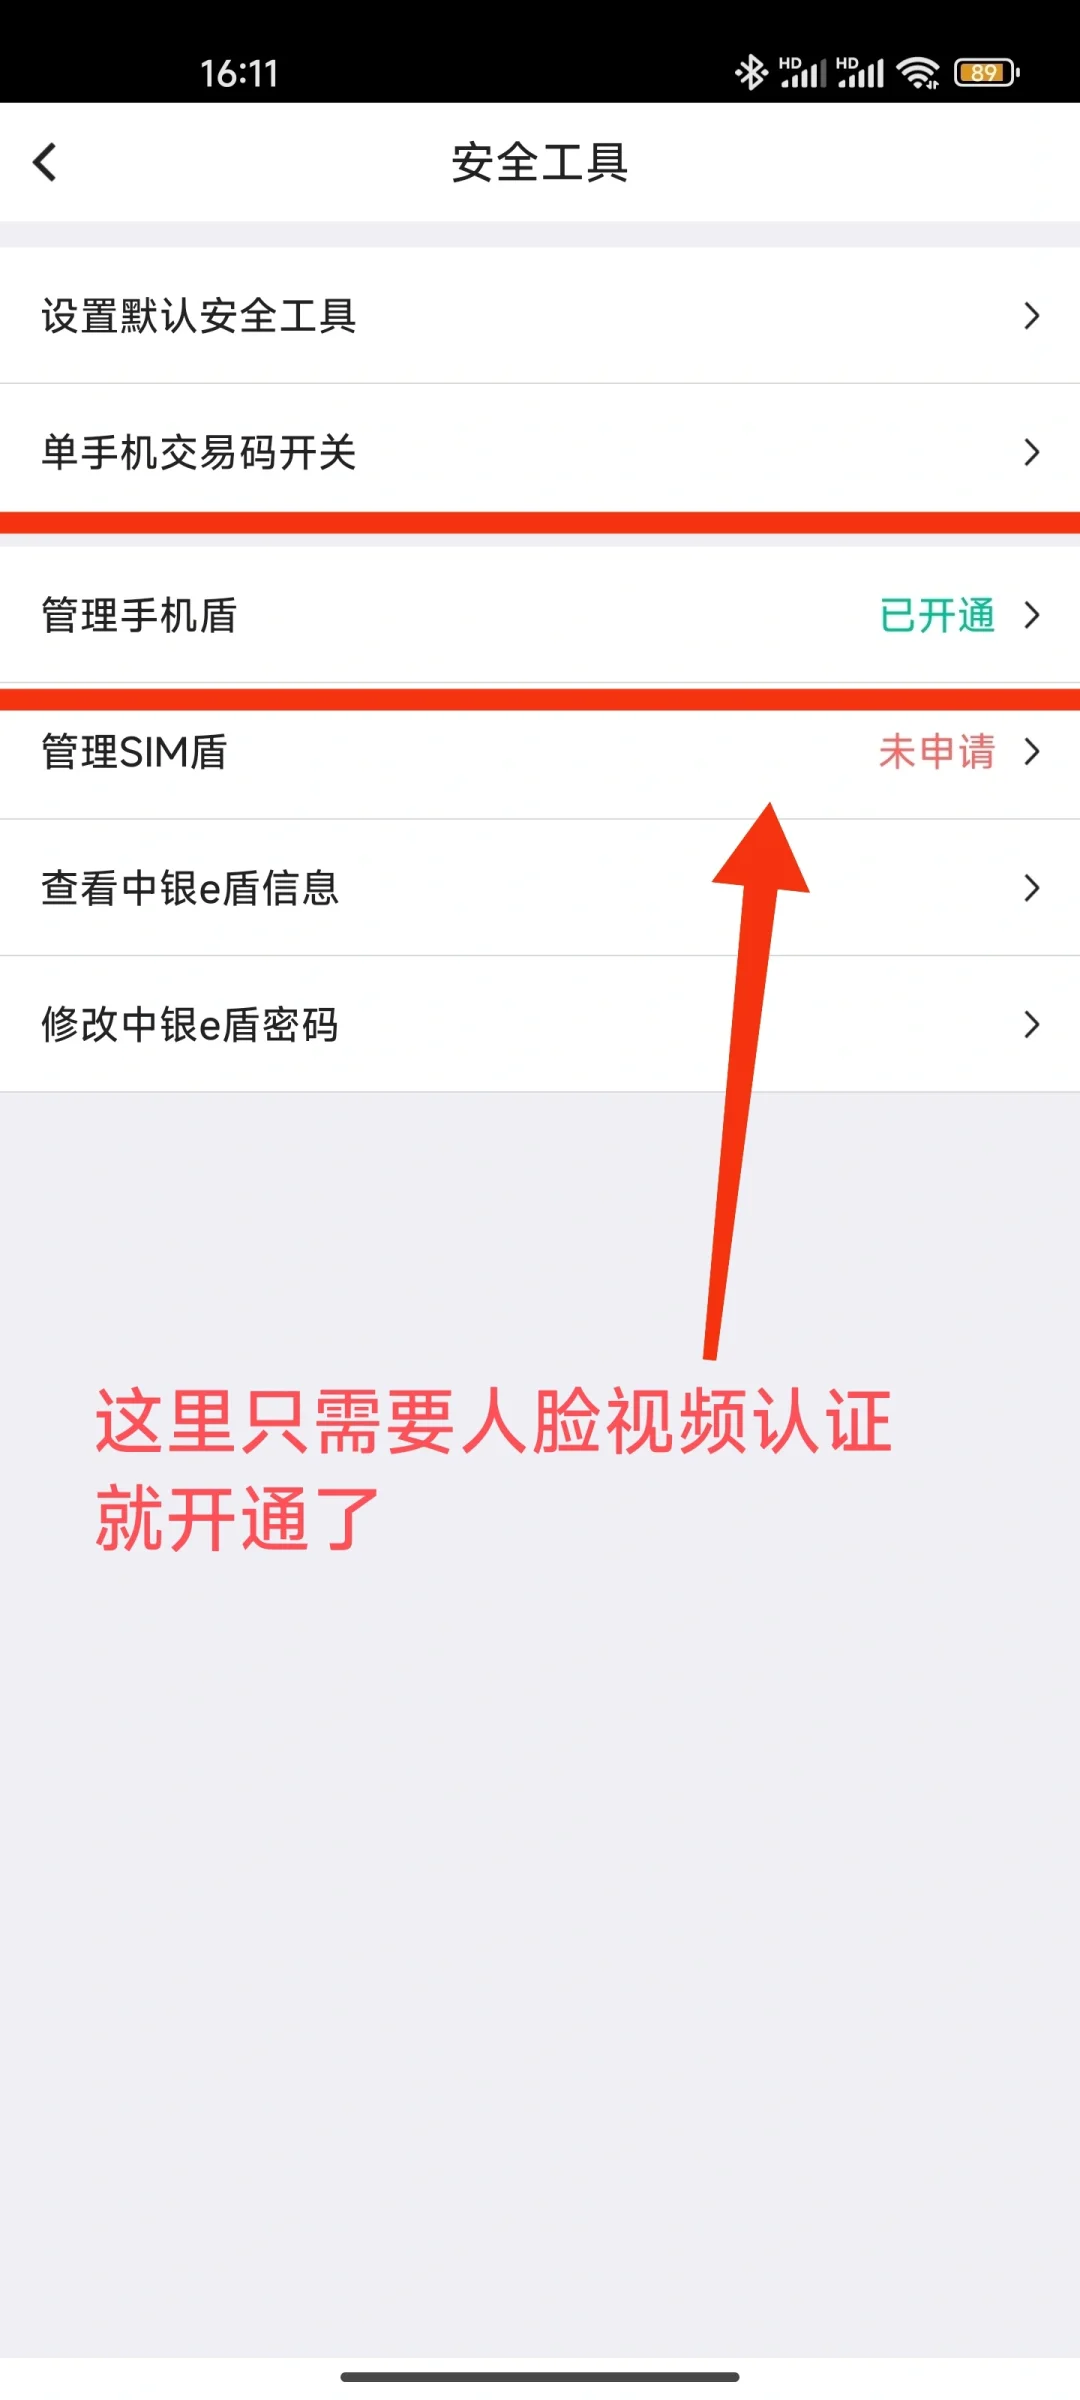 16:11
HD HD 89
安全工具
设置默认安全工具
单手机交易码开关
管理手机盾 已开通
管理SIM盾 未申请
查看中银e盾信息
修改中银e盾密码
这里只需要人脸视频认证
就开通了